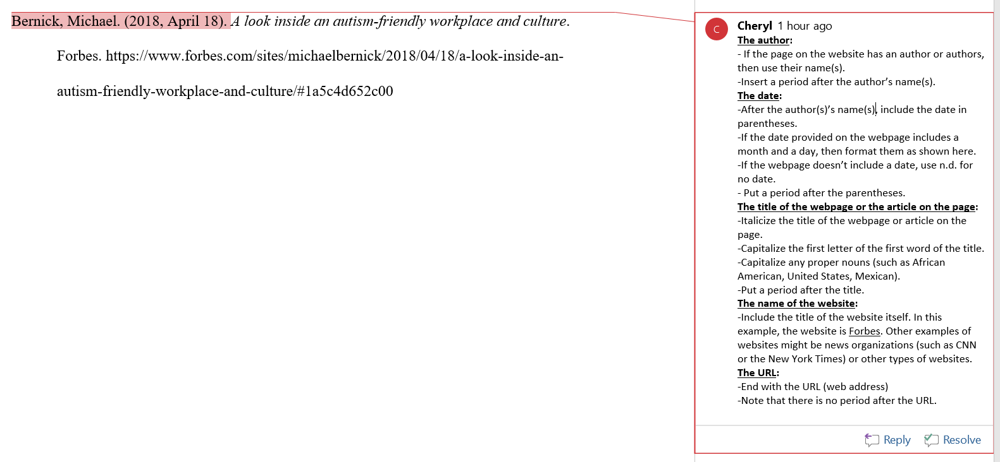 Bernick, Michael. (2018, April 18). A look inside an autism-friendly workplace and culture.
Forbes. https://www.forbes.com/sites/michaelbernick/2018/04/18/a-look-inside-an-
autism-friendly-workplace-and-culture/#1a5c4d652c00
C
Cheryl 1 hour ago
The author:
- If the page on the website has an author or authors,
then use their name(s).
-Insert a period after the author’s name(s).
The date:
-After the author(s)’s name(s), include the date in
parentheses.
-If the date provided on the webpage includes a
month and a day, then format them as shown here.
-If the webpage doesn’t include a date, use n.d. for
no date.
- Put a period after the parentheses.
The title of the webpage or the article on the page:
-Italicize the title of the webpage or article on the
page.
-Capitalize the first letter of the first word of the title.
-Capitalize any proper nouns (such as African
American, United States, Mexican).
-Put a period after the title.
The name of the website:
-Include the title of the website itself. In this
example, the website is Forbes. Other examples of
websites might be news organizations (such as CNN
or the New York Times) or other types of websites.
The URL:
-End with the URL (web address)
-Note that there is no period after the URL.
Reply Resolve